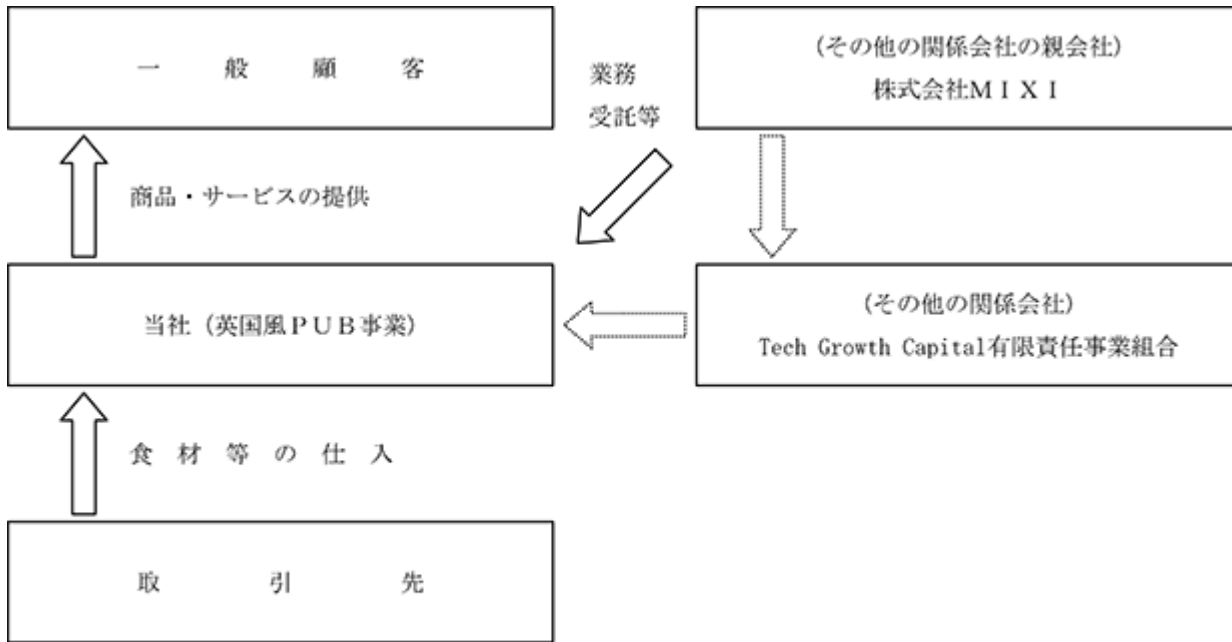 一般顧客
業務
受託等
(その他の関係会社の親会社)
株式会社ＭＩＸＩ
商品・サービスの提供
当社（英国風ＰＵＢ事業）
(その他の関係会社)
Tech Growth Capital有限責任事業組合
食材等の仕入
取引先